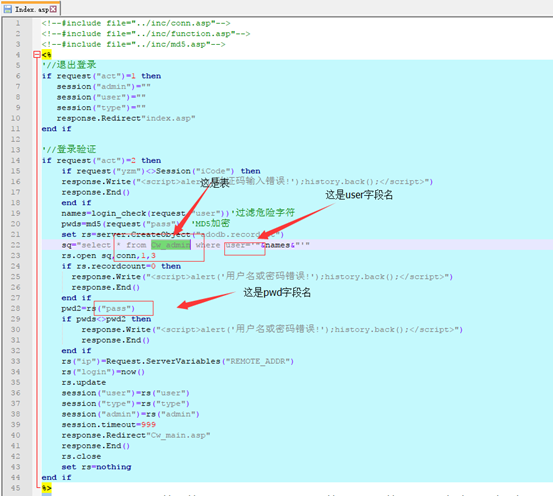 Index.asp
1 <!--#include file="../inc/conn.asp"-->
2 <!--#include file="../inc/function.asp"-->
3 <!--#include file="../inc/md5.asp"-->
4 <%
5 '//退出登录
6 if request("act")=1 then
7 session("admin")=""
8 session("user")=""
9 session("type")=""
10 response.Redirect"index.asp"
11 end if
12
13 '//登录验证
14 if request("act")=2 then
15 if request("yzm")<>Session("iCode") then
16 response.Write("<script>alert 证码输入错误!');history.back();</script>")
这是表
17 response.End()
这是user字段名
18 end if
19 names=login_check(request("user"))'过滤危险字符
20 pwds=md5(request("pass") 'MD5加密
21 set rs=server.CreateObject("adodb.recor
22 sq="select * from Cw_admin where user='"&names&"'"
23 rs.open sq,conn,1,3
24 if rs.recordcount=0 then
25 response.Write("<script>alert('用户名或密码错误!');history.back();</script>")
26 response.End()
这是pwd字段名
27 end if
28 pwd2=rs("pass")
29 if pwds<>pwd2 then
30 response.Write("<script>alert('用户名或密码错误!');history.back();</script>")
31 response.End()
32 end if
33 rs("ip")=Request.ServerVariables("REMOTE_ADDR")
34 rs("login")=now()
35 rs.update
36 session("user")=rs("user")
37 session("type")=rs("type")
38 session("admin")=rs("admin")
39 session.timeout=999
40 response.Redirect"Cw_main.asp"
41 response.End()
42 rs.close
43 set rs=nothing
44 end if
45 %>